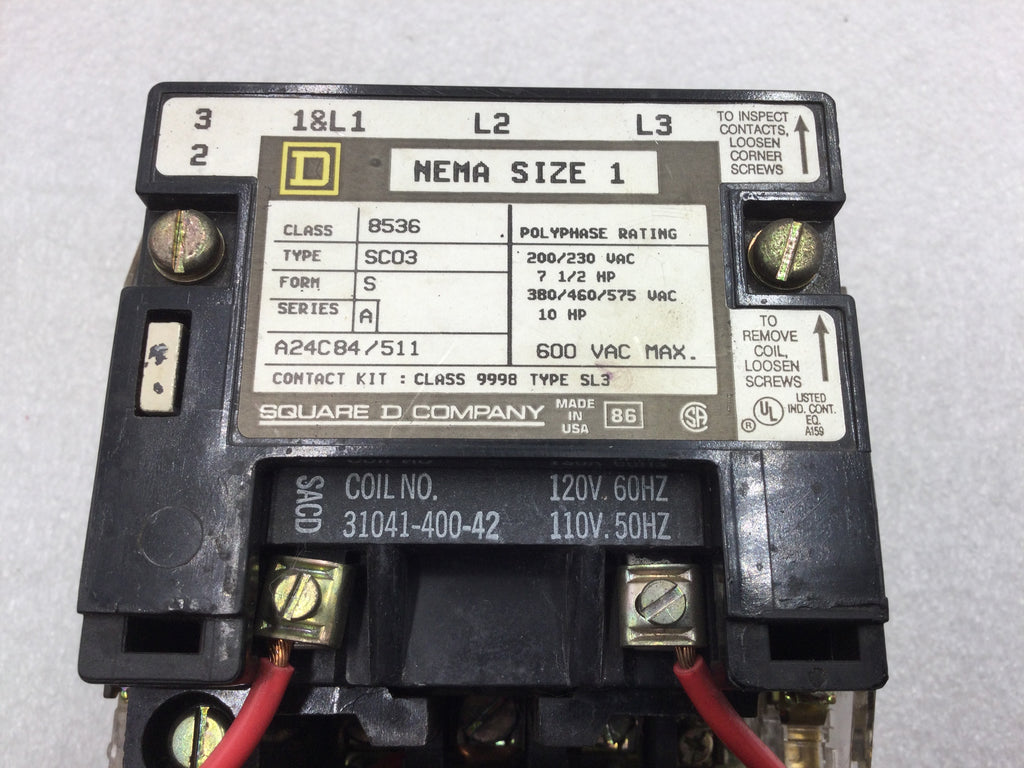 3 1&L1 L2 L3
2
TO INSPECT
CONTACTS,
LOOSEN
CORNER
SCREWS
D
NEMA SIZE 1
CLASS 8536
TYPE SCO3
FORM S
SERIES A
A24C84/511
POLYPHASE RATING
200/230 VAC
7 1/2 HP
380/460/575 VAC
10 HP
600 VAC MAX.
CONTACT KIT : CLASS 9998 TYPE SL3
SQUARE D COMPANY
MADE
IN
USA
86
SA
TO
REMOVE
COIL,
LOOSEN
SCREWS
UL
®
LISTED
IND. CONT.
EQ.
A159
SACD
COIL NO. 120V. 60HZ
31041-400-42 110V. 50HZ